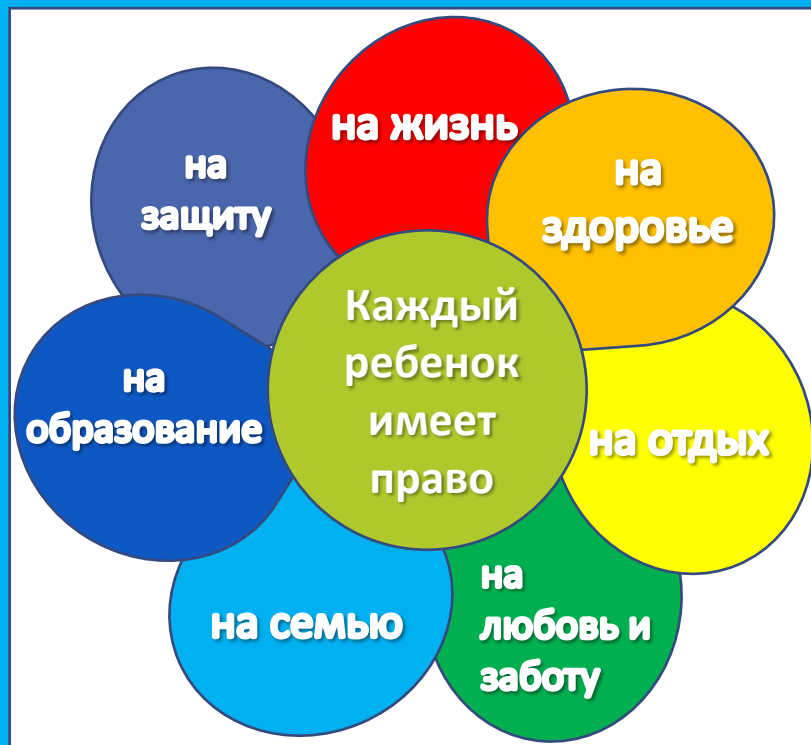 Каждый
ребенок
имеет
право
на жизнь
на
здоровье
на отдых
на
любовь и
заботу
на семью
на
образование
на
защиту